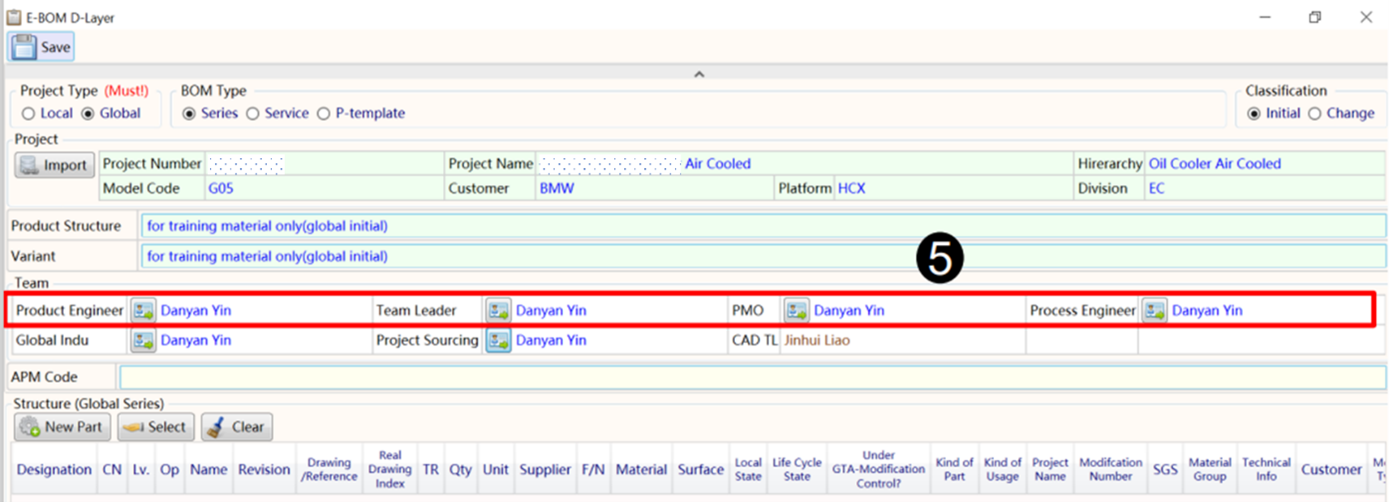 E-BOM D-Layer
Save
Project Type (Must!) BOM Type Classification
Local Global Series Service P-template Initial Change
Project
Import Project Number Project Name Air Cooled Hirerarchy Oil Cooler Air Cooled
Model Code G05 Customer BMW Platform HCX Division EC
Product Structure for training material only(global initial)
Variant for training material only(global initial)
5
Team
Product Engineer Danyan Yin Team Leader Danyan Yin PMO Danyan Yin Process Engineer Danyan Yin
Global Indu Danyan Yin Project Sourcing Danyan Yin CAD TL Jinhui Liao
APM Code
Structure (Global Series)
New Part Select Clear
Designation CN Lv. Op Name Revision Drawing /Reference Real Drawing Index TR Qty Unit Supplier F/N Material Surface Local State Life Cycle State Under GTA-Modification Control? Kind of Part Kind of Usage Project Name Modifcation Number SGS Material Group Technical Info Customer